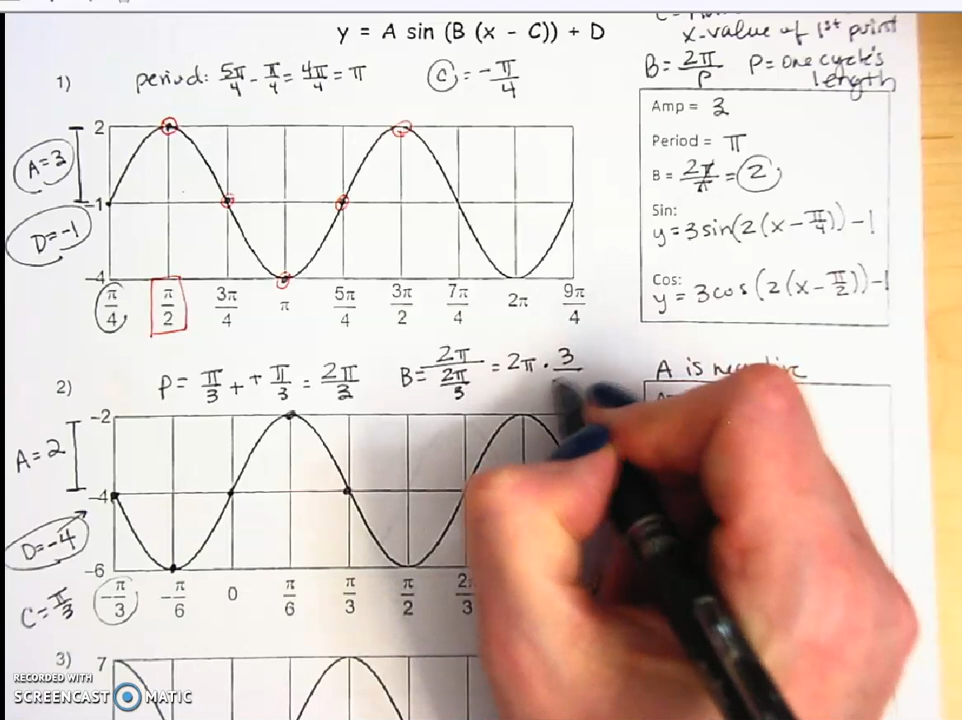 y = A sin (B (x - C)) + D
x-value of 1st point
B = 2π/P P = one cycle's length
1) period: 5π/4 - π/4 = 4π/4 = π C = -π/4
A=3
D=-1
2
-1
-4
π/4 π/2 3π/4 π 5π/4 3π/2 7π/4 2π 9π/4
Amp = 3
Period = π
B = 2π/π = 2
Sin:
y = 3sin(2(x-π/4))-1
Cos:
y = 3cos(2(x-π/2))-1
2) P = π/3 + + π/3 = 2π/3 B = 2π/(2π/3) = 2π · 3
A is
A=2
D=-4
C=π/3
-2
-4
-6
-π/3 -π/6 0 π/6 π/3 π/2
3) 7
RECORDED WITH
SCREENCAST MATIC